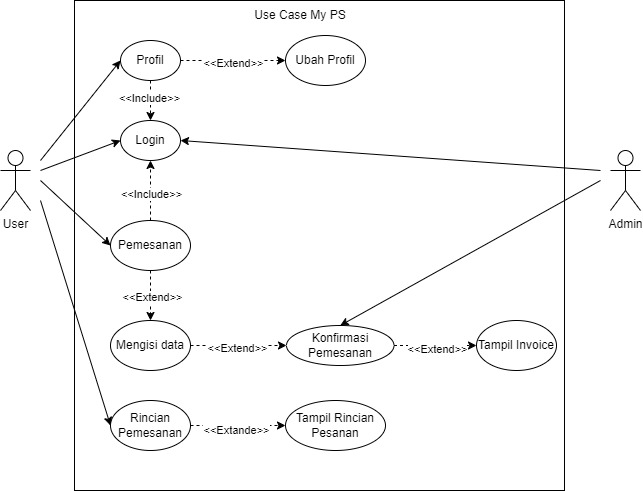 Use Case My PS
Profil
<<Extend>>
Ubah Profil
<<Include>>
Login
User
Admin
<<Include>>
Pemesanan
<<Extend>>
Mengisi data
<<Extend>>
Konfirmasi
Pemesanan
<<Extend>>
Tampil Invoice
Rincian
Pemesanan
<<Extande>>
Tampil Rincian
Pesanan